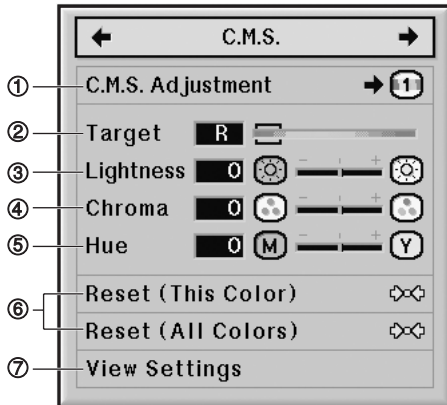 C.M.S.
① C.M.S. Adjustment 1
② Target R
③ Lightness 0 - +
④ Chroma 0 - +
⑤ Hue 0 M - + Y
⑥ Reset (This Color)
Reset (All Colors)
⑦ View Settings